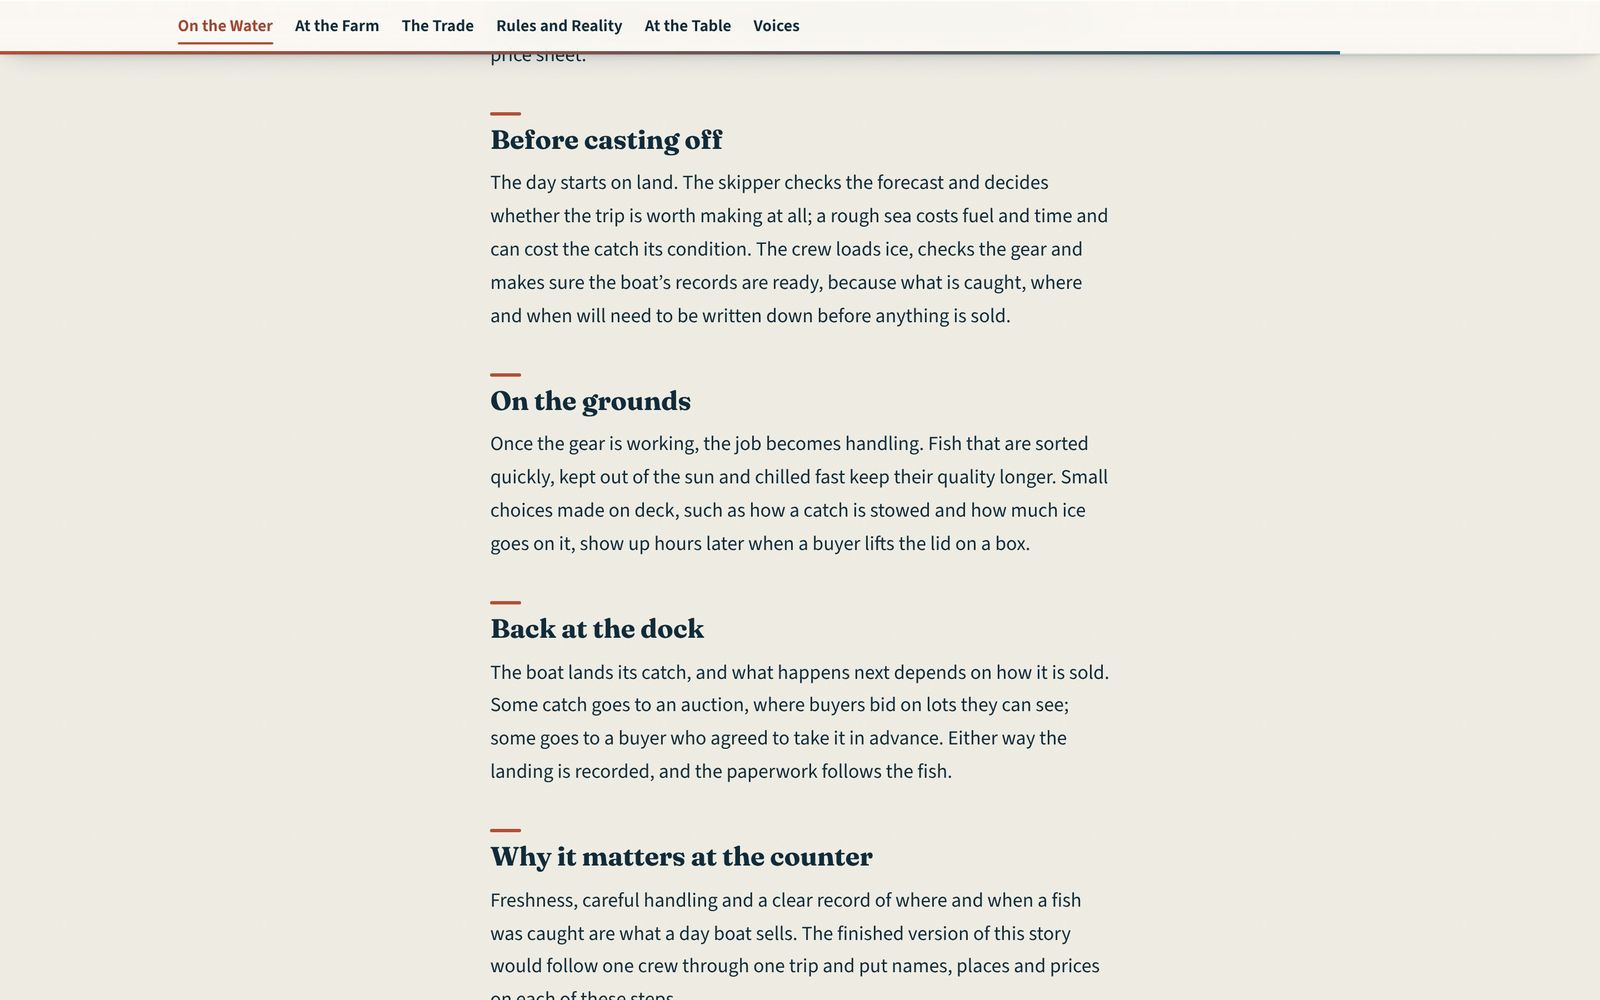 On the Water At the Farm The Trade Rules and Reality At the Table Voices
price sheet.
Before casting off
The day starts on land. The skipper checks the forecast and decides
whether the trip is worth making at all; a rough sea costs fuel and time and
can cost the catch its condition. The crew loads ice, checks the gear and
makes sure the boat’s records are ready, because what is caught, where
and when will need to be written down before anything is sold.
On the grounds
Once the gear is working, the job becomes handling. Fish that are sorted
quickly, kept out of the sun and chilled fast keep their quality longer. Small
choices made on deck, such as how a catch is stowed and how much ice
goes on it, show up hours later when a buyer lifts the lid on a box.
Back at the dock
The boat lands its catch, and what happens next depends on how it is sold.
Some catch goes to an auction, where buyers bid on lots they can see;
some goes to a buyer who agreed to take it in advance. Either way the
landing is recorded, and the paperwork follows the fish.
Why it matters at the counter
Freshness, careful handling and a clear record of where and when a fish
was caught are what a day boat sells. The finished version of this story
would follow one crew through one trip and put names, places and prices
on each of these steps.